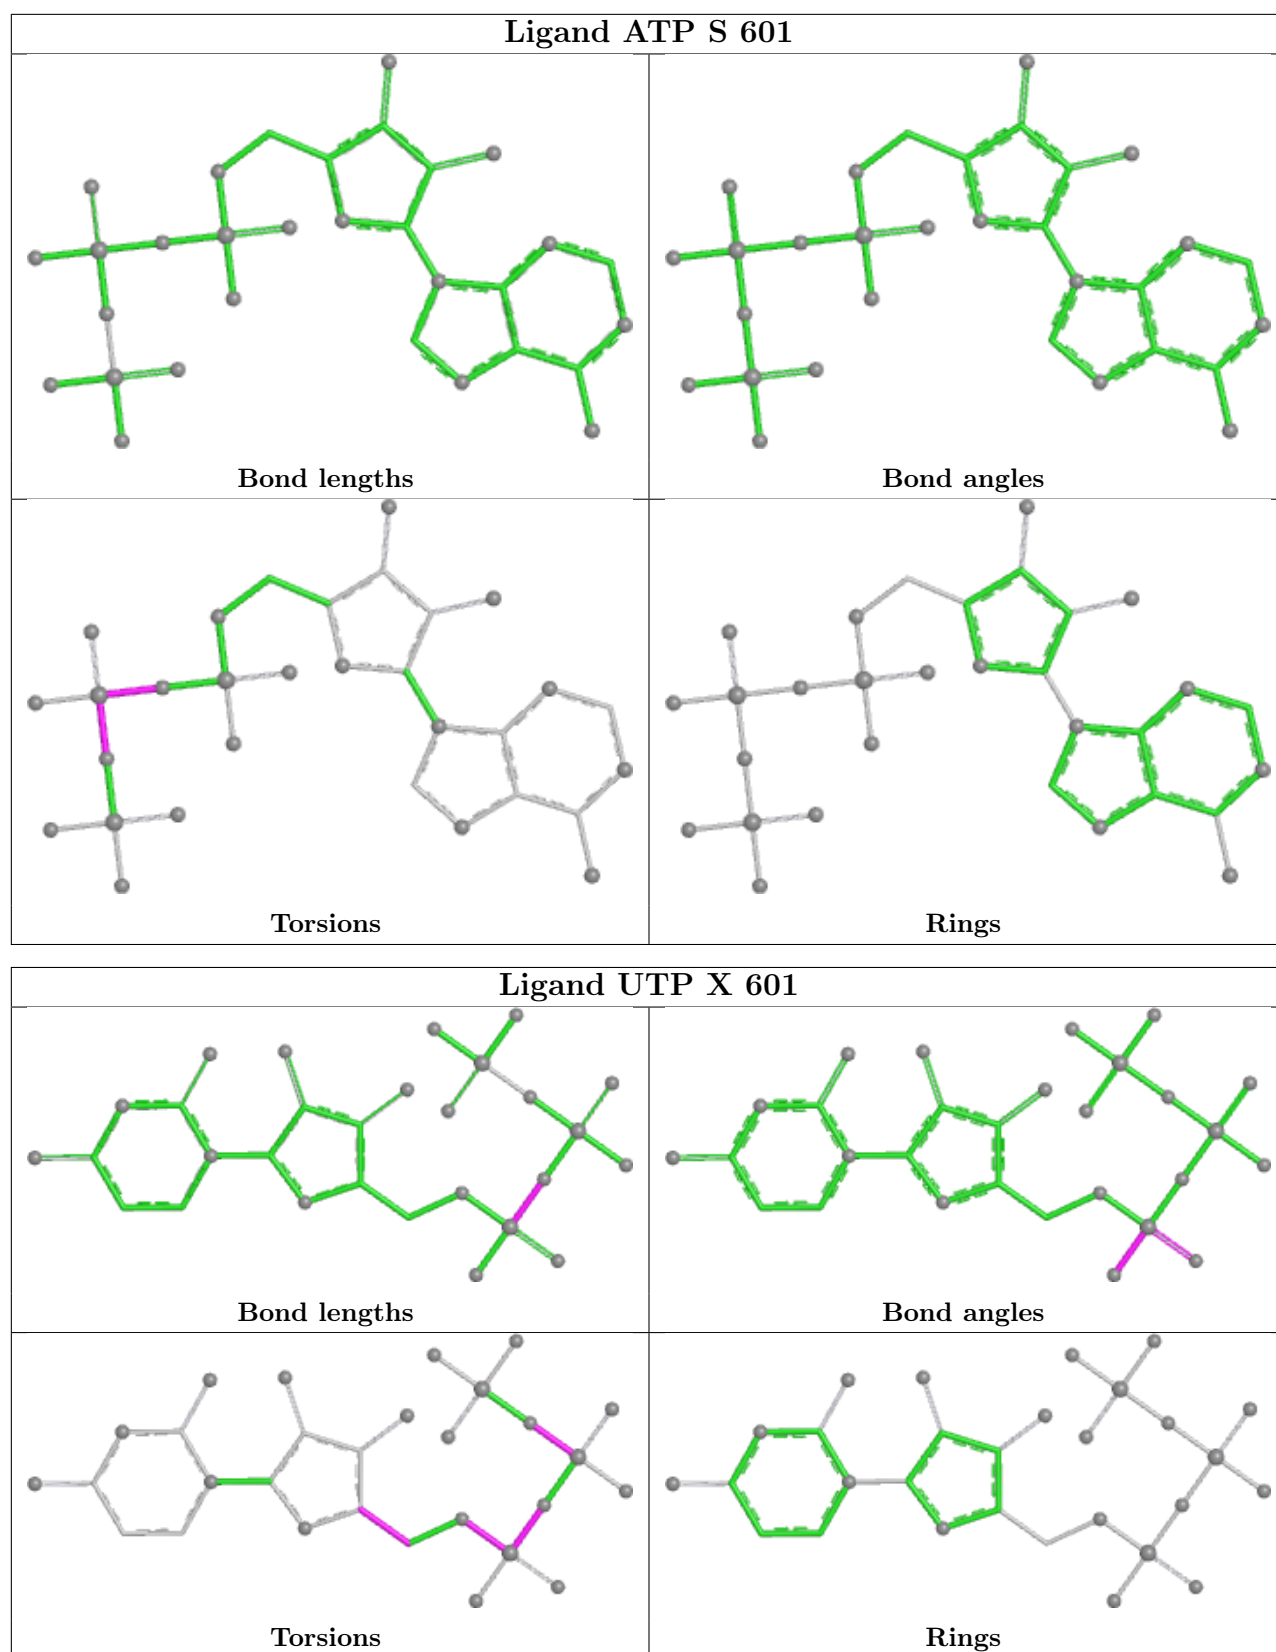 Ligand ATP S 601
Bond lengths
Bond angles
Torsions
Rings
Ligand UTP X 601
Bond lengths
Bond angles
Torsions
Rings